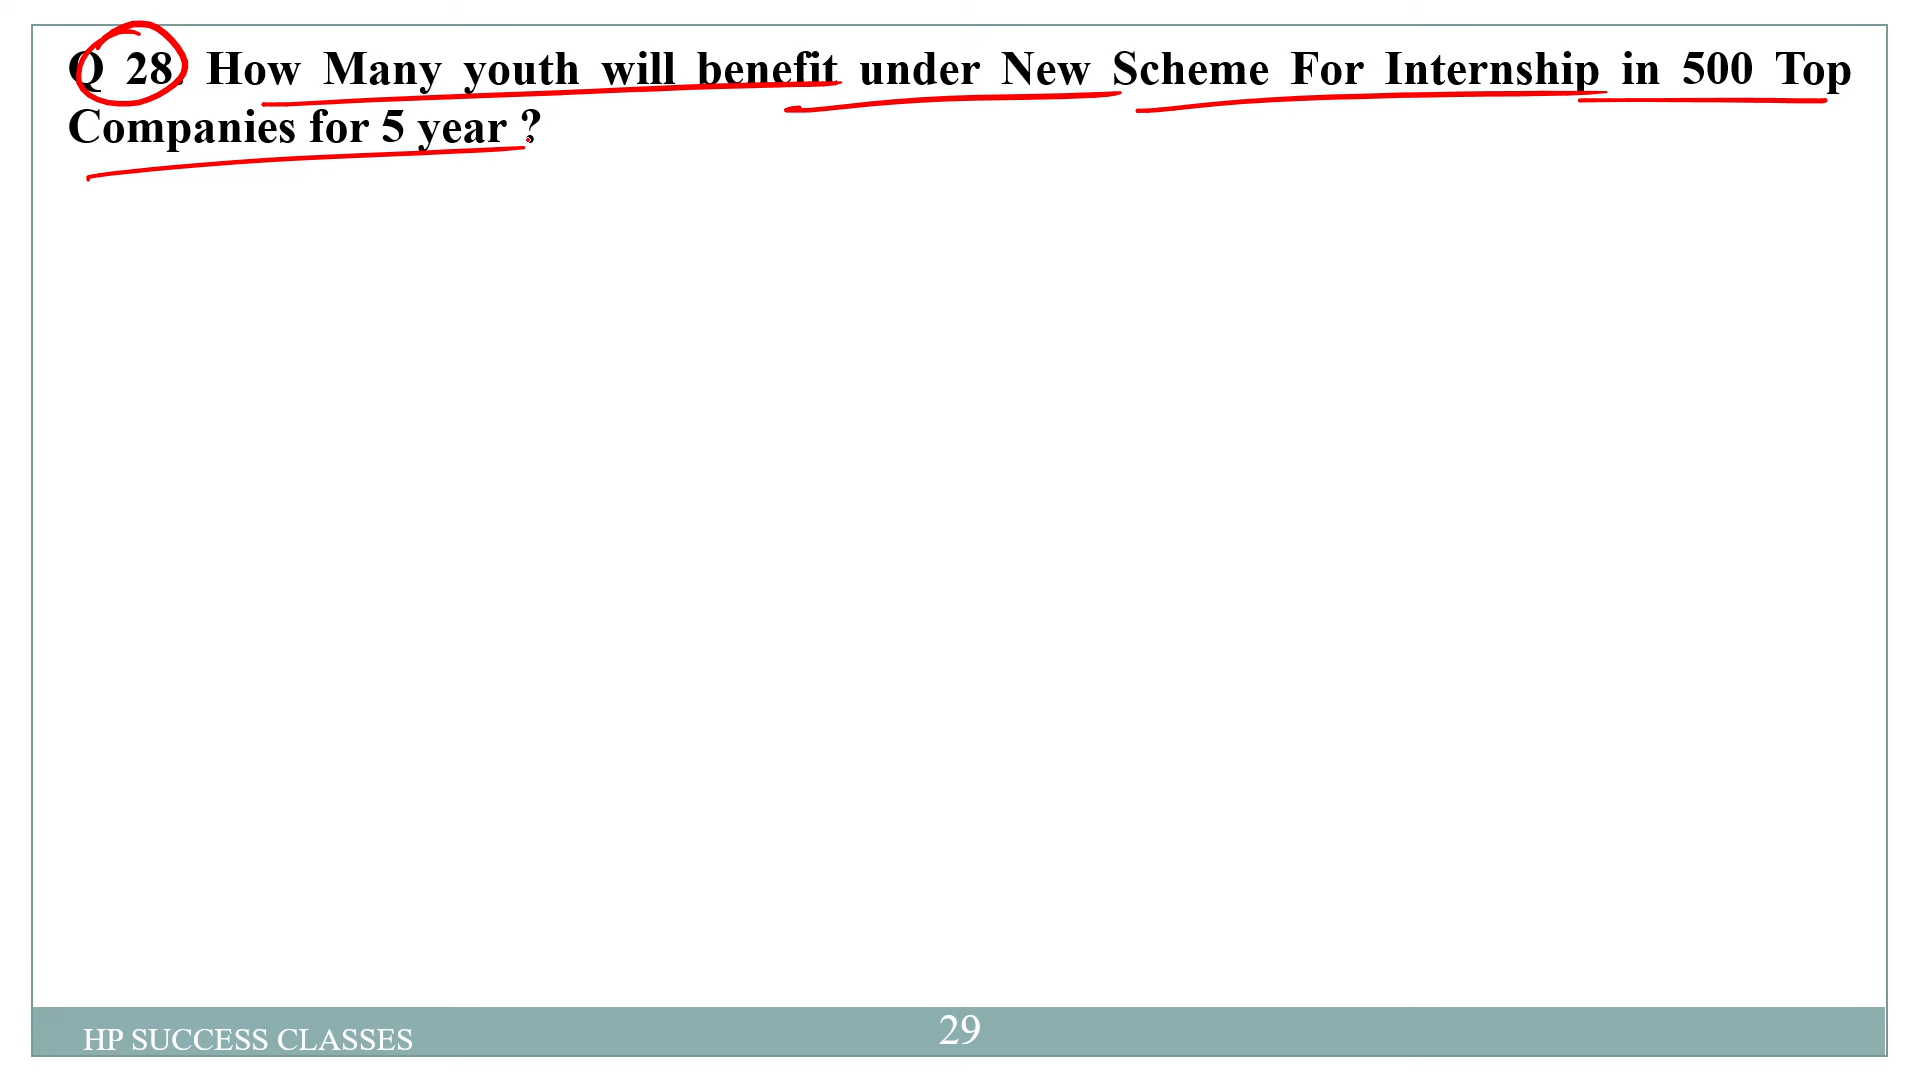 Q 28. How Many youth will benefit under New Scheme For Internship in 500 Top
Companies for 5 year ?
HP SUCCESS CLASSES
29